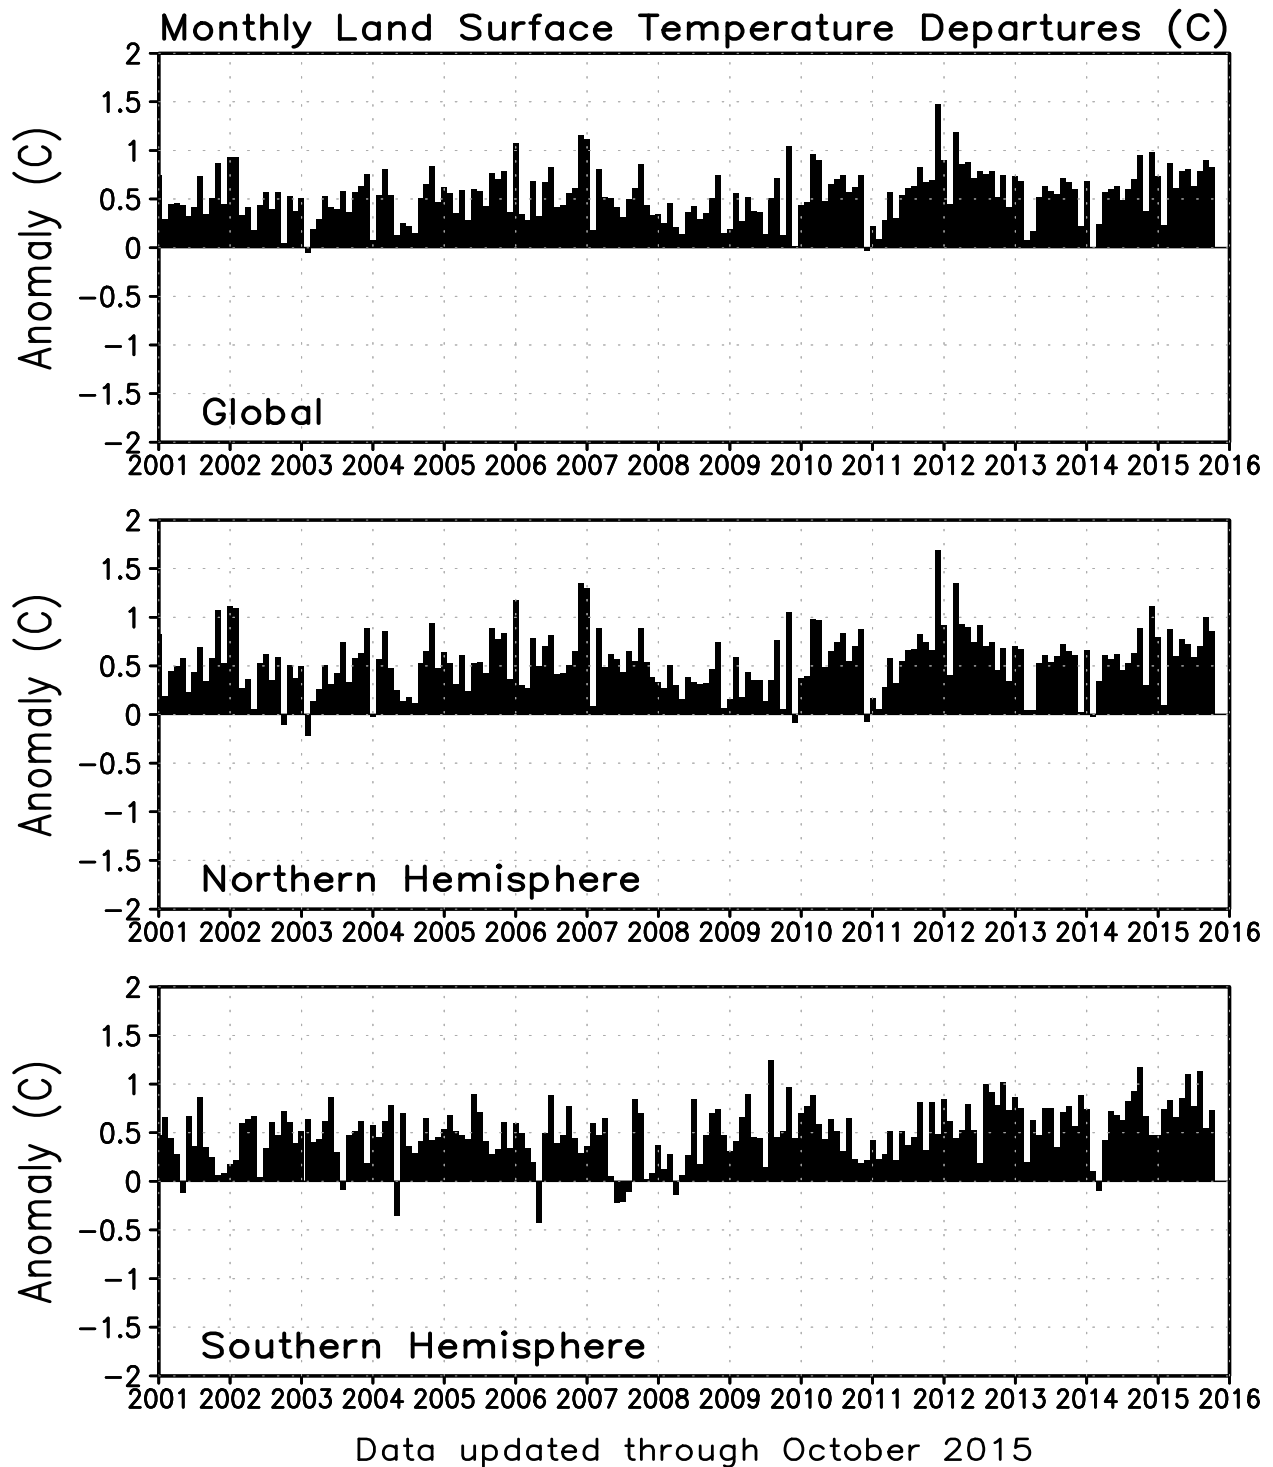 Monthly Land Surface Temperature Departures (C)
2
1.5
1
0.5
0
−0.5
−1
−1.5
−2
Anomaly (C)
Global
2001 2002 2003 2004 2005 2006 2007 2008 2009 2010 2011 2012 2013 2014 2015 2016
2
1.5
1
0.5
0
−0.5
−1
−1.5
−2
Anomaly (C)
Northern Hemisphere
2001 2002 2003 2004 2005 2006 2007 2008 2009 2010 2011 2012 2013 2014 2015 2016
2
1.5
1
0.5
0
−0.5
−1
−1.5
−2
Anomaly (C)
Southern Hemisphere
2001 2002 2003 2004 2005 2006 2007 2008 2009 2010 2011 2012 2013 2014 2015 2016
Data updated through October 2015